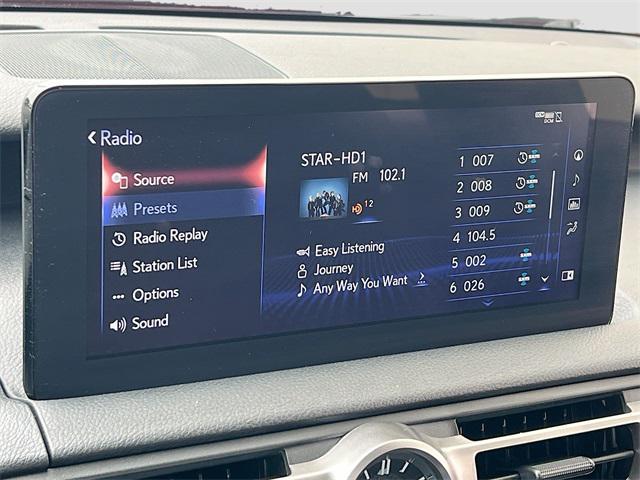 Radio
Source
Presets
Radio Replay
Station List
Options
Sound
STAR-HD1
FM 102.1
12
Easy Listening
Journey
Any Way You Want
1 007
2 008
3 009
4 104.5
5 002
6 026
DCM